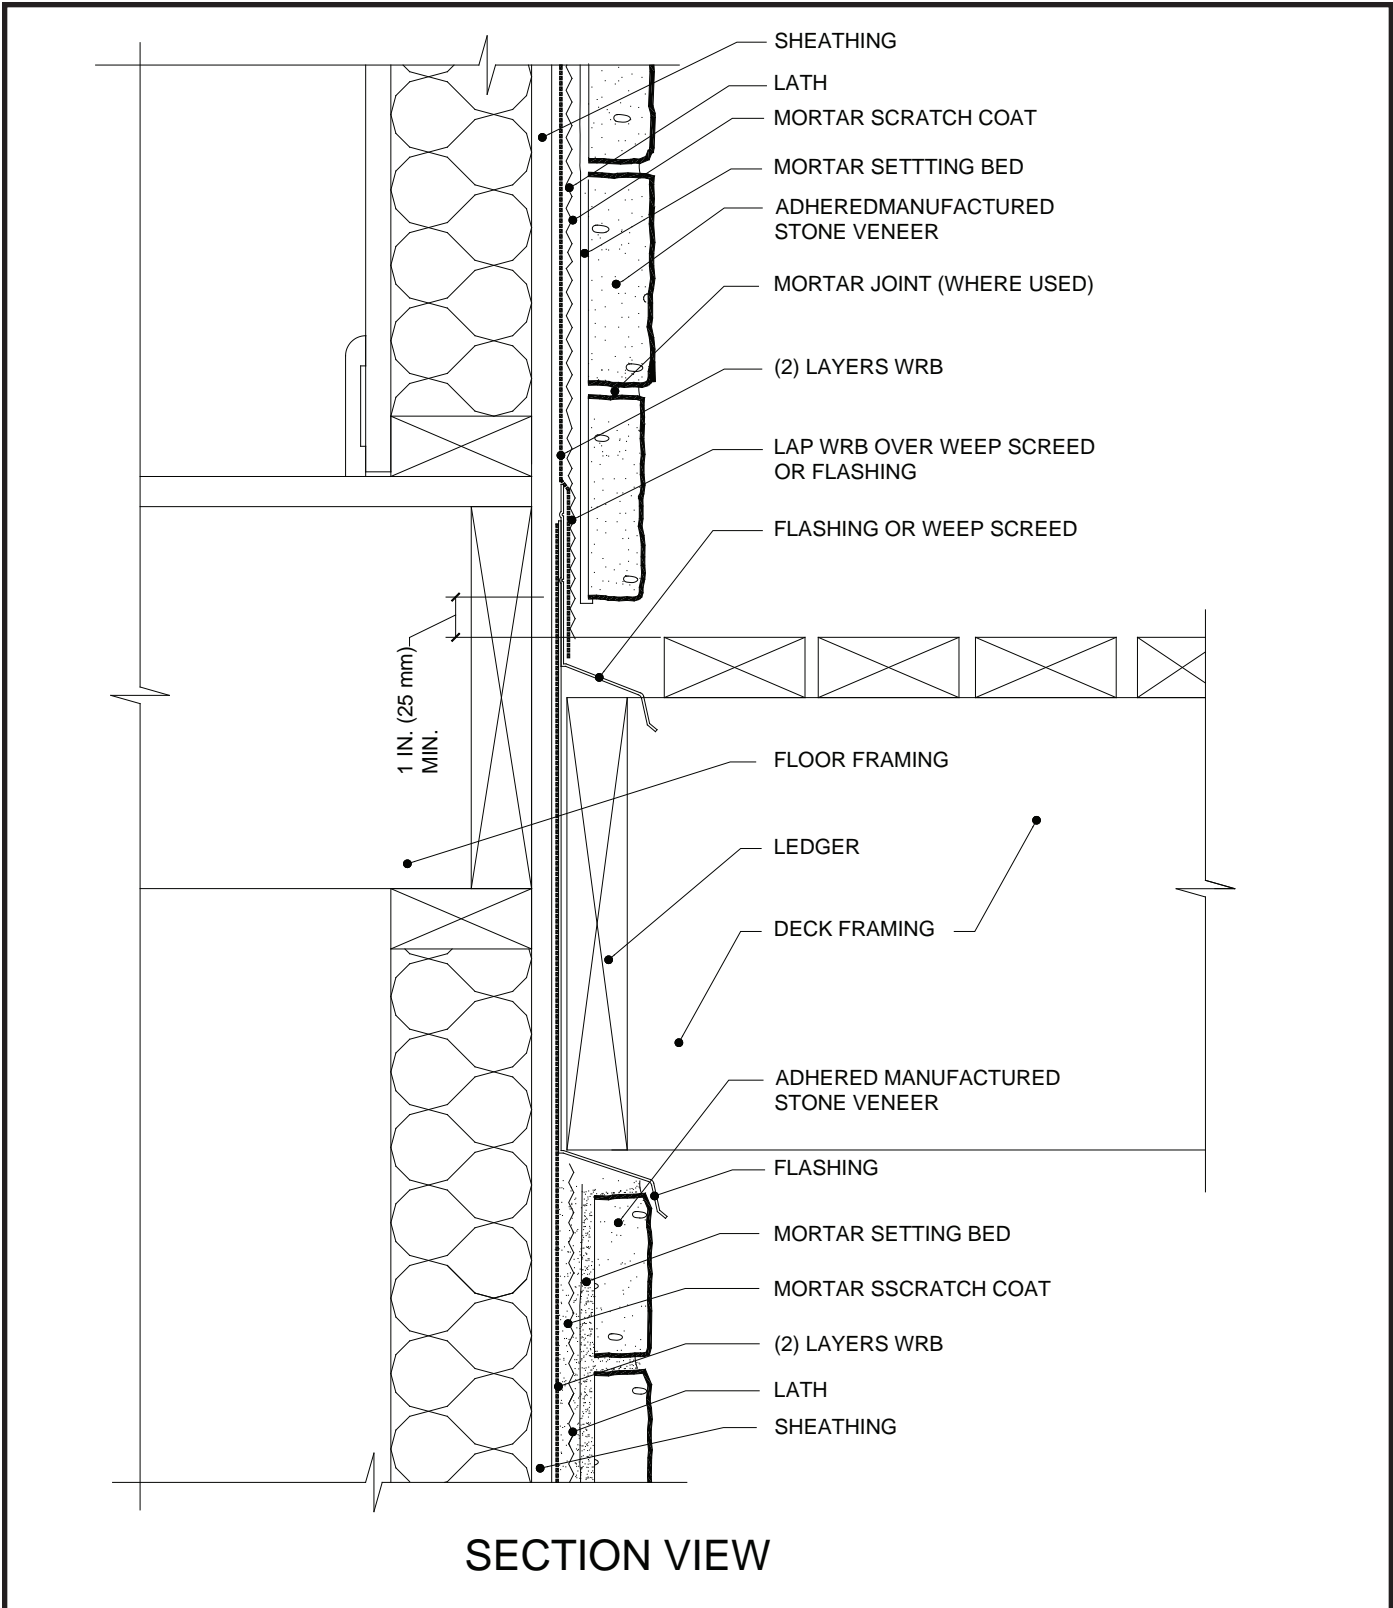 SHEATHING
LATH
MORTAR SCRATCH COAT
MORTAR SETTTING BED
ADHEREDMANUFACTURED
STONE VENEER
MORTAR JOINT (WHERE USED)
(2) LAYERS WRB
LAP WRB OVER WEEP SCREED
OR FLASHING
FLASHING OR WEEP SCREED
1 IN. (25 mm)
MIN.
FLOOR FRAMING
LEDGER
DECK FRAMING
ADHERED MANUFACTURED
STONE VENEER
FLASHING
MORTAR SETTING BED
MORTAR SSCRATCH COAT
(2) LAYERS WRB
LATH
SHEATHING
SECTION VIEW